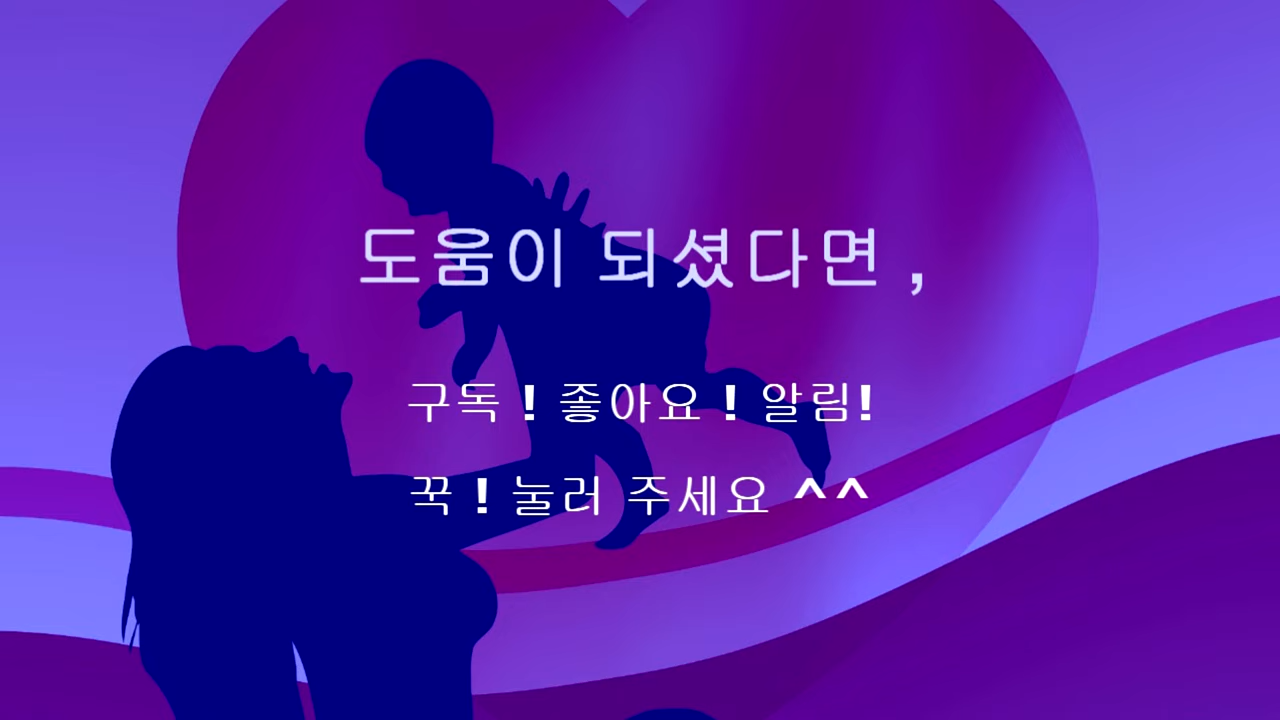 도움이 되셨다면 ,
구독 ! 좋아요 ! 알림!
꾹 ! 눌러 주세요 ^^